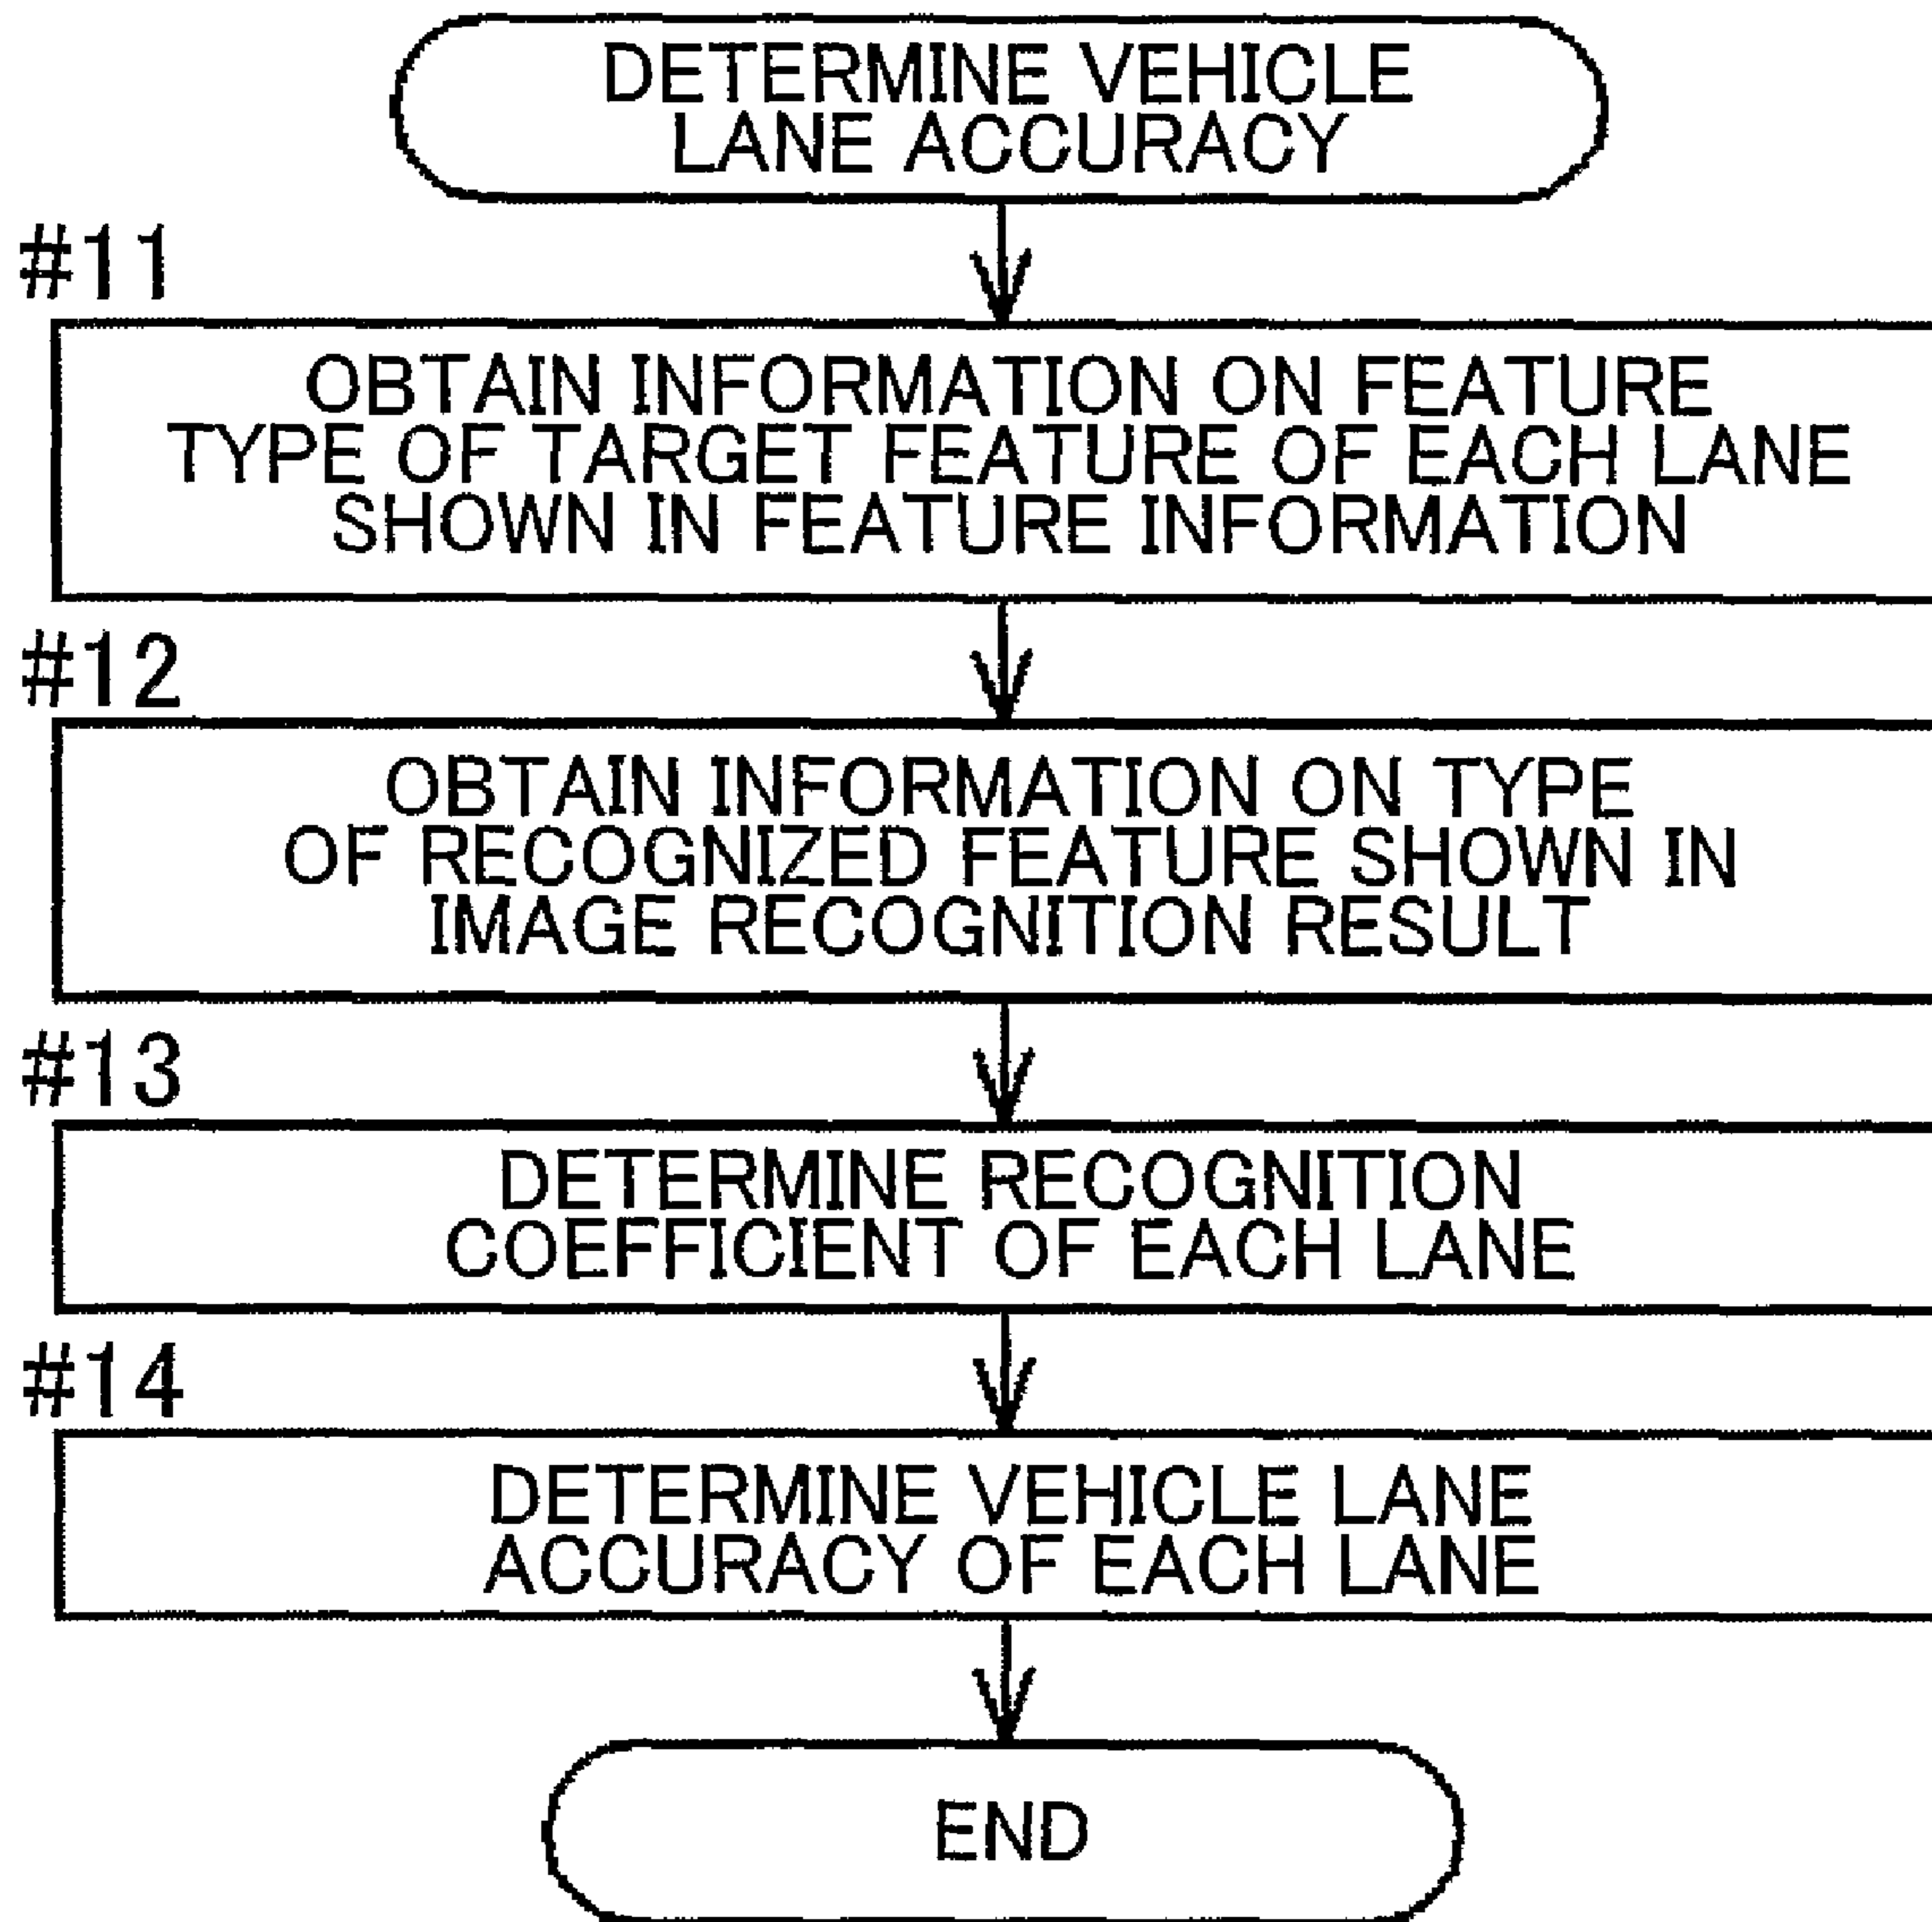 DETERMINE VEHICLE
LANE ACCURACY
#11
OBTAIN INFORMATION ON FEATURE
TYPE OF TARGET FEATURE OF EACH LANE
SHOWN IN FEATURE INFORMATION
#12
OBTAIN INFORMATION ON TYPE
OF RECOGNIZED FEATURE SHOWN IN
IMAGE RECOGNITION RESULT
#13
DETERMINE RECOGNITION
COEFFICIENT OF EACH LANE
#14
DETERMINE VEHICLE LANE
ACCURACY OF EACH LANE
END